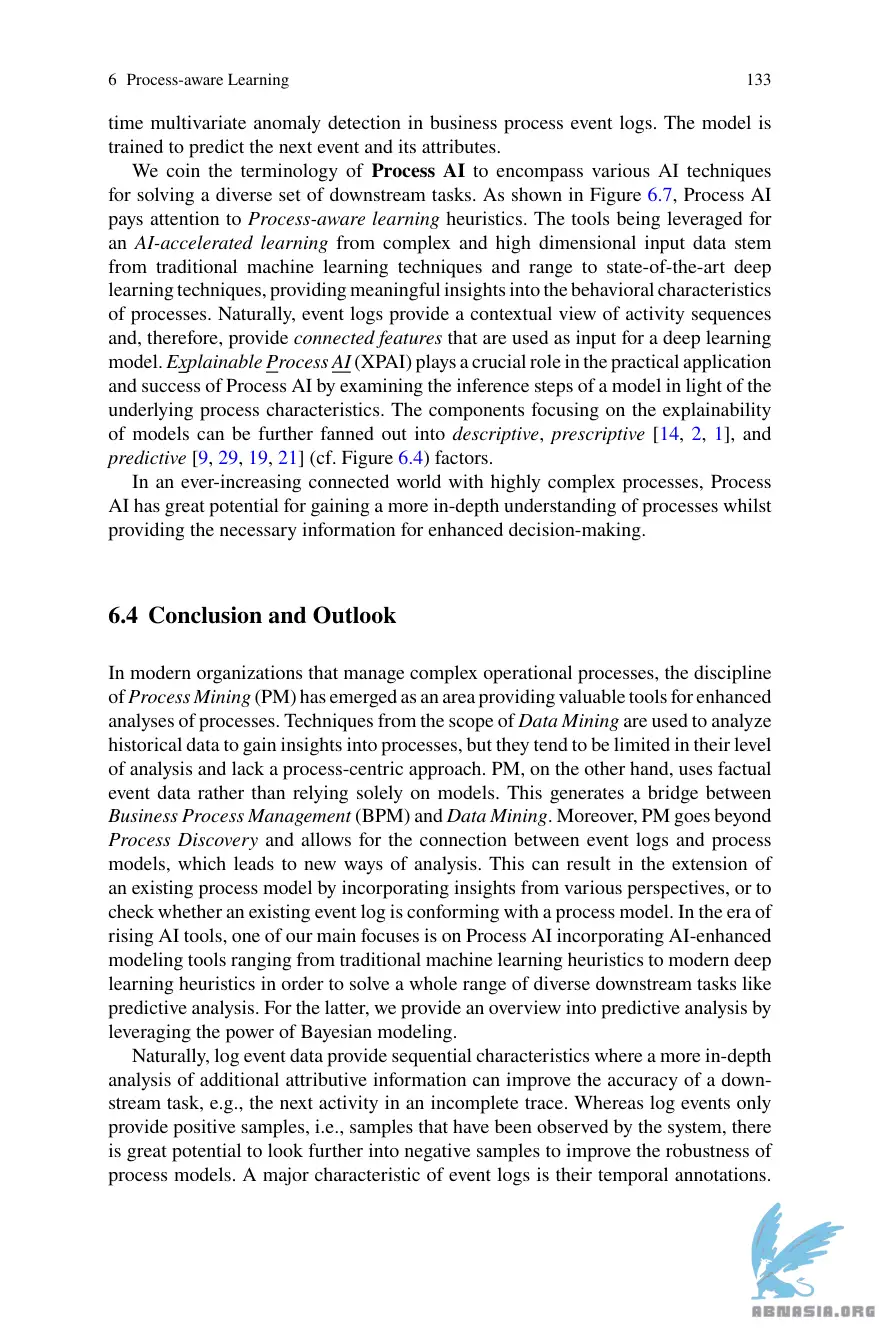 6 Process-aware Learning 133
time multivariate anomaly detection in business process event logs. The model is
trained to predict the next event and its attributes.
We coin the terminology of Process AI to encompass various AI techniques
for solving a diverse set of downstream tasks. As shown in Figure 6.7, Process AI
pays attention to Process-aware learning heuristics. The tools being leveraged for
an AI-accelerated learning from complex and high dimensional input data stem
from traditional machine learning techniques and range to state-of-the-art deep
learning techniques, providing meaningful insights into the behavioral characteristics
of processes. Naturally, event logs provide a contextual view of activity sequences
and, therefore, provide connected features that are used as input for a deep learning
model. Explainable Process AI (XPAI) plays a crucial role in the practical application
and success of Process AI by examining the inference steps of a model in light of the
underlying process characteristics. The components focusing on the explainability
of models can be further fanned out into descriptive, prescriptive [14, 2, 1], and
predictive [9, 29, 19, 21] (cf. Figure 6.4) factors.
In an ever-increasing connected world with highly complex processes, Process
AI has great potential for gaining a more in-depth understanding of processes whilst
providing the necessary information for enhanced decision-making.
6.4 Conclusion and Outlook
In modern organizations that manage complex operational processes, the discipline
of Process Mining (PM) has emerged as an area providing valuable tools for enhanced
analyses of processes. Techniques from the scope of Data Mining are used to analyze
historical data to gain insights into processes, but they tend to be limited in their level
of analysis and lack a process-centric approach. PM, on the other hand, uses factual
event data rather than relying solely on models. This generates a bridge between
Business Process Management (BPM) and Data Mining. Moreover, PM goes beyond
Process Discovery and allows for the connection between event logs and process
models, which leads to new ways of analysis. This can result in the extension of
an existing process model by incorporating insights from various perspectives, or to
check whether an existing event log is conforming with a process model. In the era of
rising AI tools, one of our main focuses is on Process AI incorporating AI-enhanced
modeling tools ranging from traditional machine learning heuristics to modern deep
learning heuristics in order to solve a whole range of diverse downstream tasks like
predictive analysis. For the latter, we provide an overview into predictive analysis by
leveraging the power of Bayesian modeling.
Naturally, log event data provide sequential characteristics where a more in-depth
analysis of additional attributive information can improve the accuracy of a down-
stream task, e.g., the next activity in an incomplete trace. Whereas log events only
provide positive samples, i.e., samples that have been observed by the system, there
is great potential to look further into negative samples to improve the robustness of
process models. A major characteristic of event logs is their temporal annotations.
ABNASIA.ORG